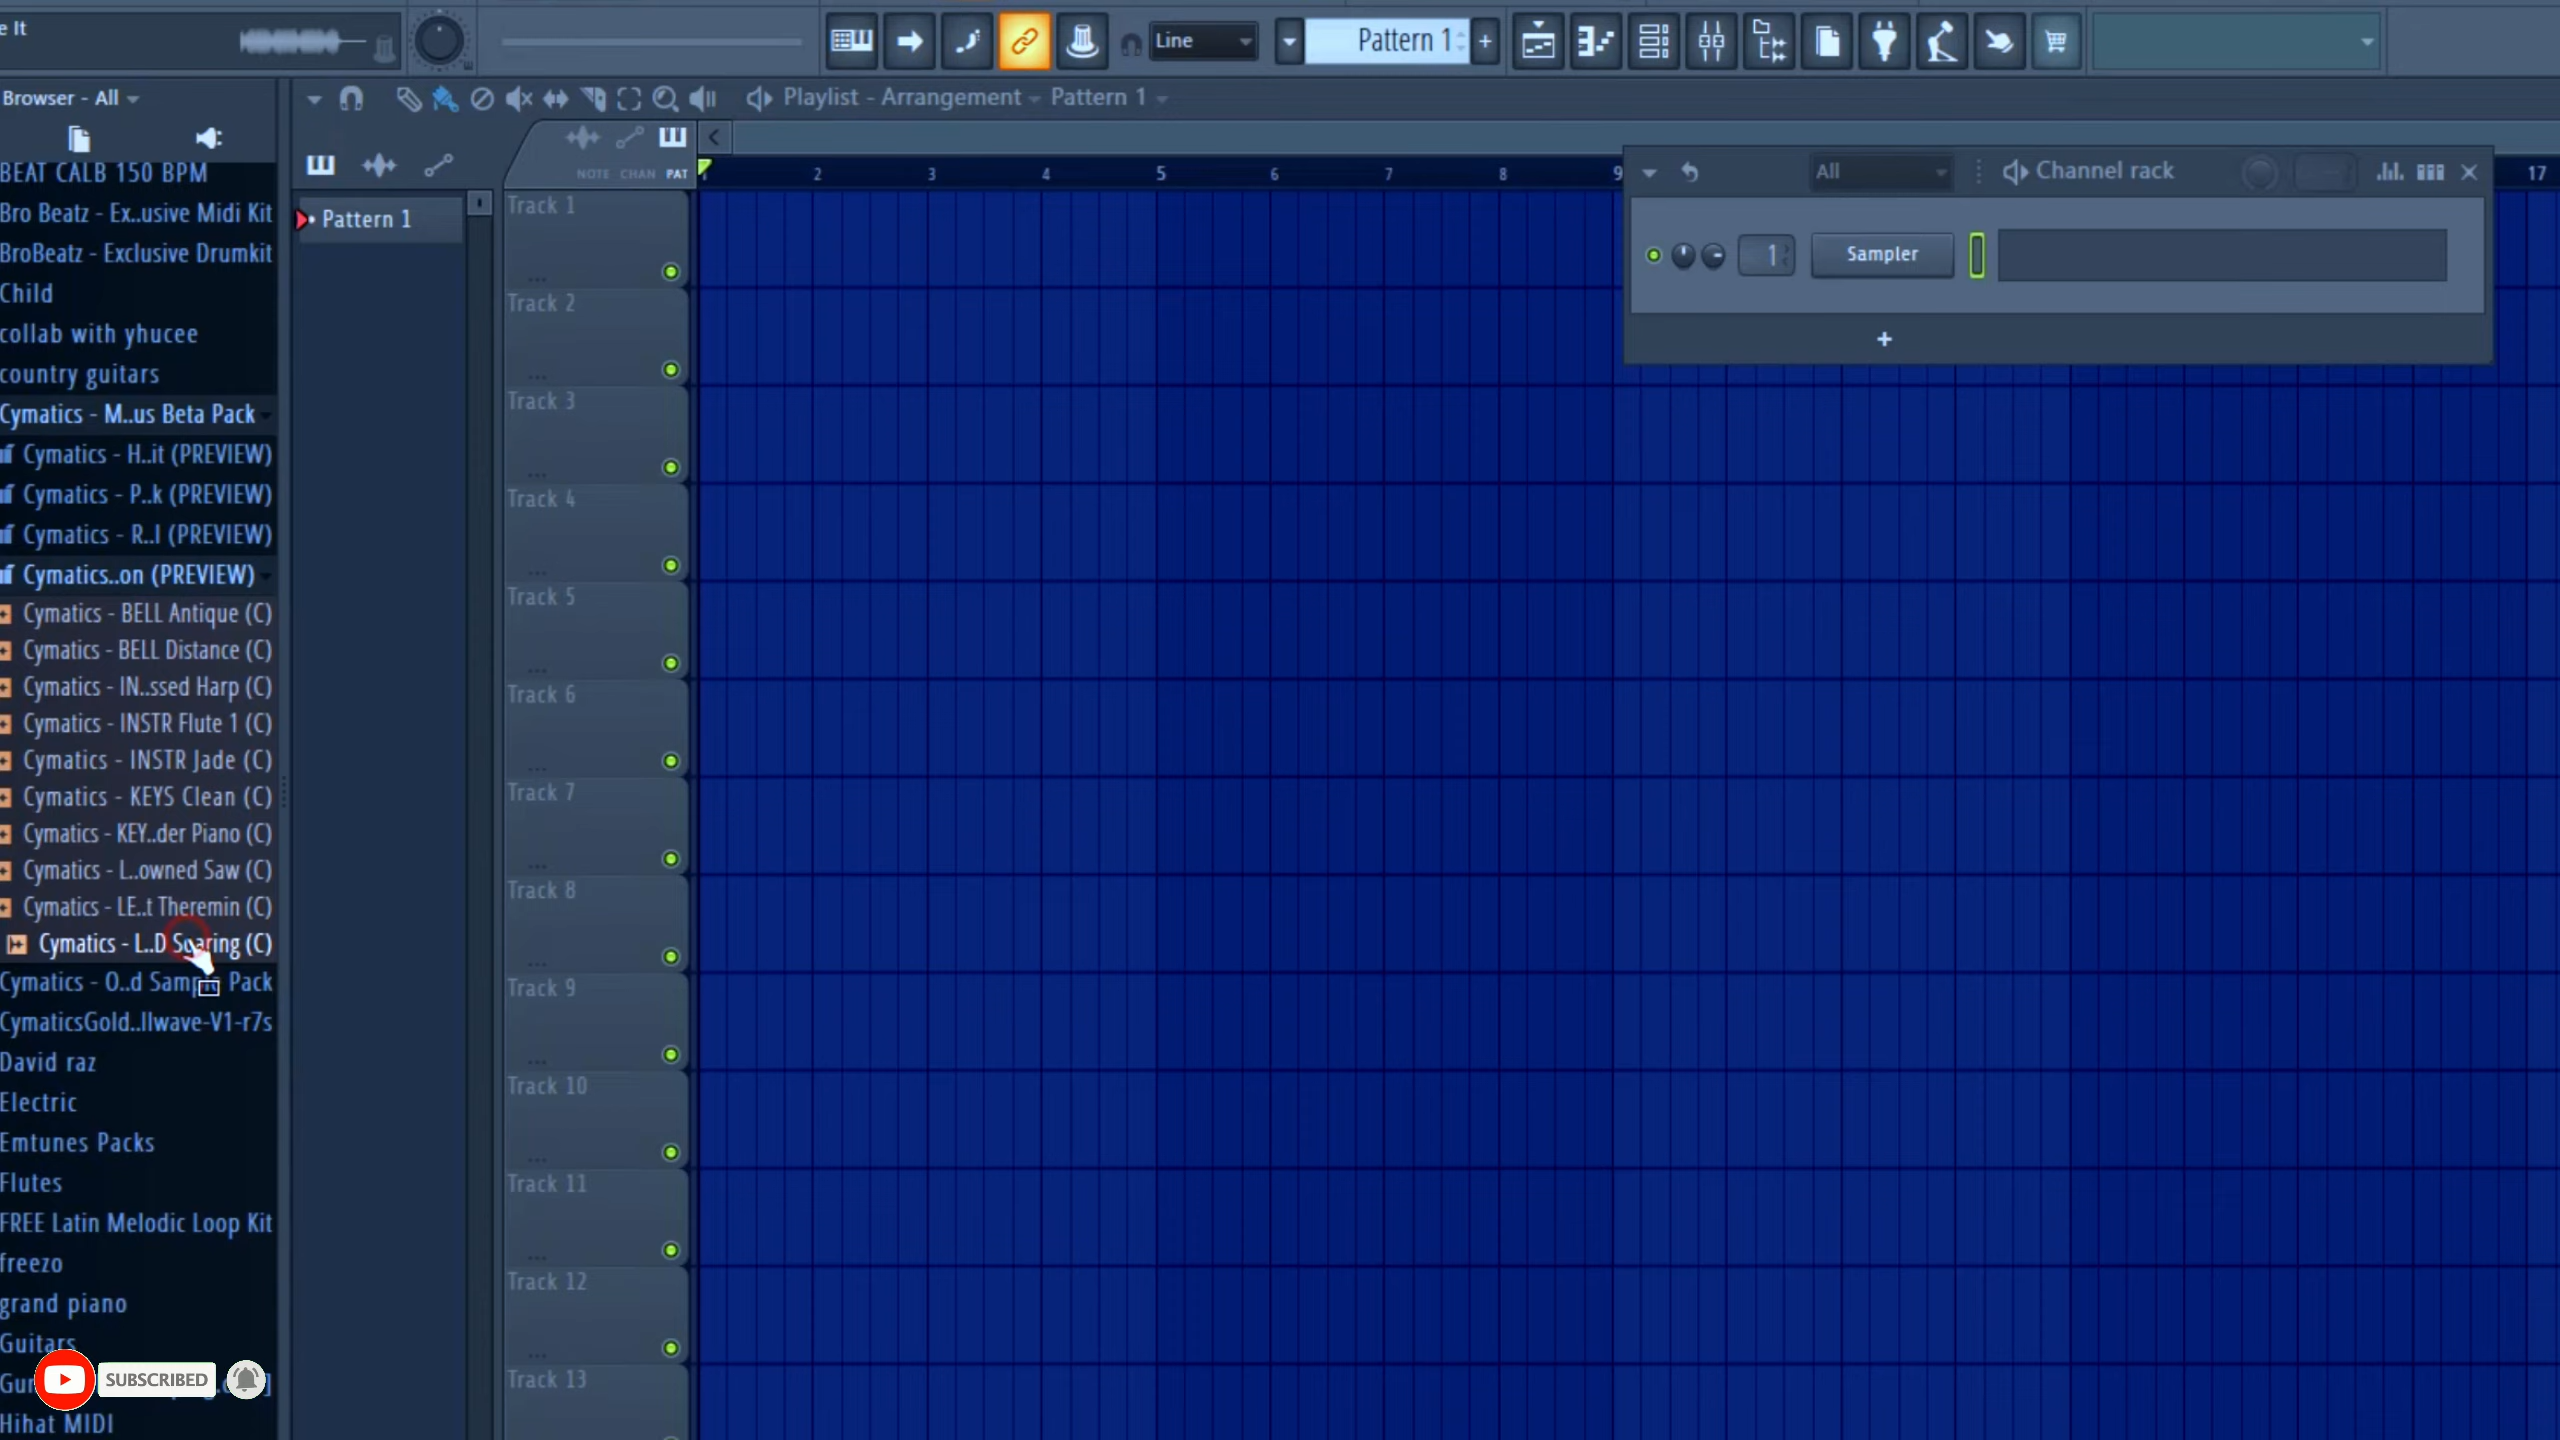 e It
Line
Pattern 1
+
Browser - All
Playlist - Arrangement
Pattern 1
BEAT CALB 150 BPM
Bro Beatz - Ex..usive Midi Kit
BroBeatz - Exclusive Drumkit
Child
collab with yhucee
country guitars
Cymatics - M..us Beta Pack
Cymatics - H..it (PREVIEW)
Cymatics - P..k (PREVIEW)
Cymatics - R..l (PREVIEW)
Cymatics..on (PREVIEW)
Cymatics - BELL Antique (C)
Cymatics - BELL Distance (C)
Cymatics - IN..ssed Harp (C)
Cymatics - INSTR Flute 1 (C)
Cymatics - INSTR Jade (C)
Cymatics - KEYS Clean (C)
Cymatics - KEY..der Piano (C)
Cymatics - L..owned Saw (C)
Cymatics - LE..t Theremin (C)
Cymatics - L..D Soaring (C)
Cymatics - O..d Sample Pack
CymaticsGold..llwave-V1-r7s
David raz
Electric
Emtunes Packs
Flutes
FREE Latin Melodic Loop Kit
freezo
grand piano
Guitars
SUBSCRIBED
Hihat MIDI
Pattern 1
NOTE CHAN PAT
1 2 3 4 5 6 7 8 9 17
Track 1
Track 2
Track 3
Track 4
Track 5
Track 6
Track 7
Track 8
Track 9
Track 10
Track 11
Track 12
Track 13
All
Channel rack
1
Sampler
+